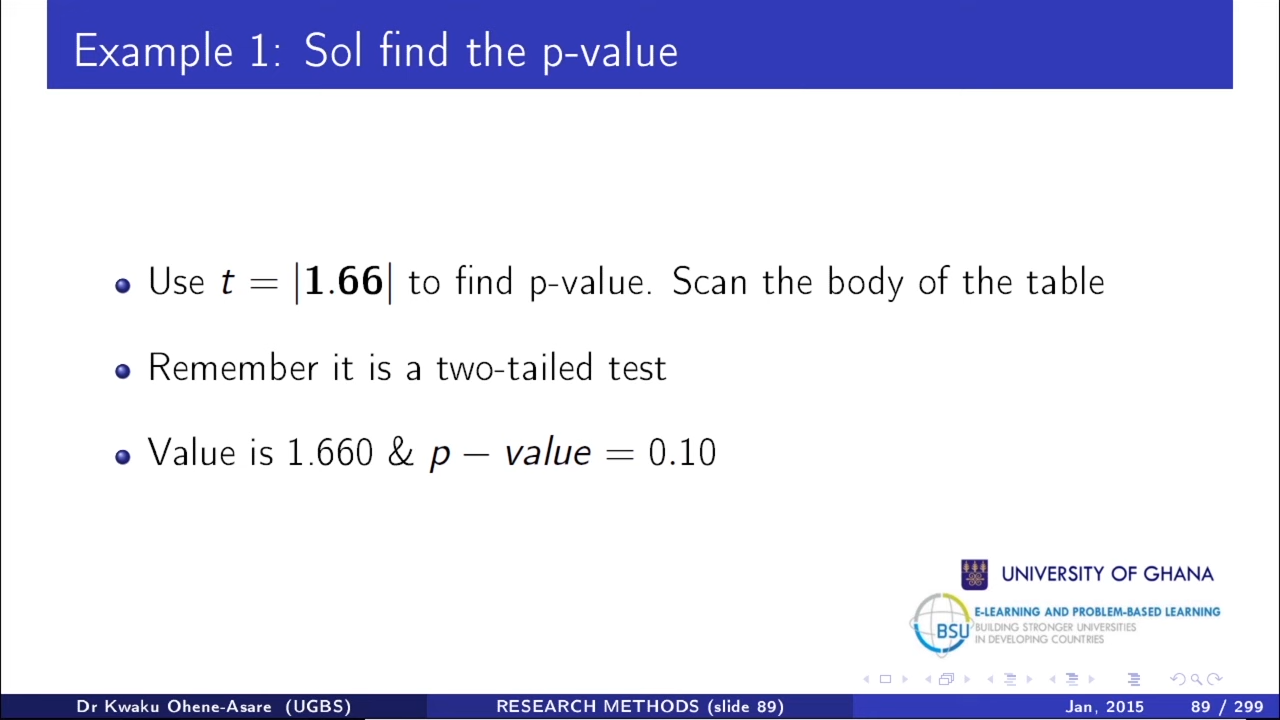 Example 1: Sol find the p-value
Use t = |1.66| to find p-value. Scan the body of the table
Remember it is a two-tailed test
Value is 1.660 & p − value = 0.10
UNIVERSITY OF GHANA
E-LEARNING AND PROBLEM-BASED LEARNING
BSU
BUILDING STRONGER UNIVERSITIES
IN DEVELOPING COUNTRIES
Dr Kwaku Ohene-Asare (UGBS) RESEARCH METHODS (slide 89) Jan, 2015 89 / 299